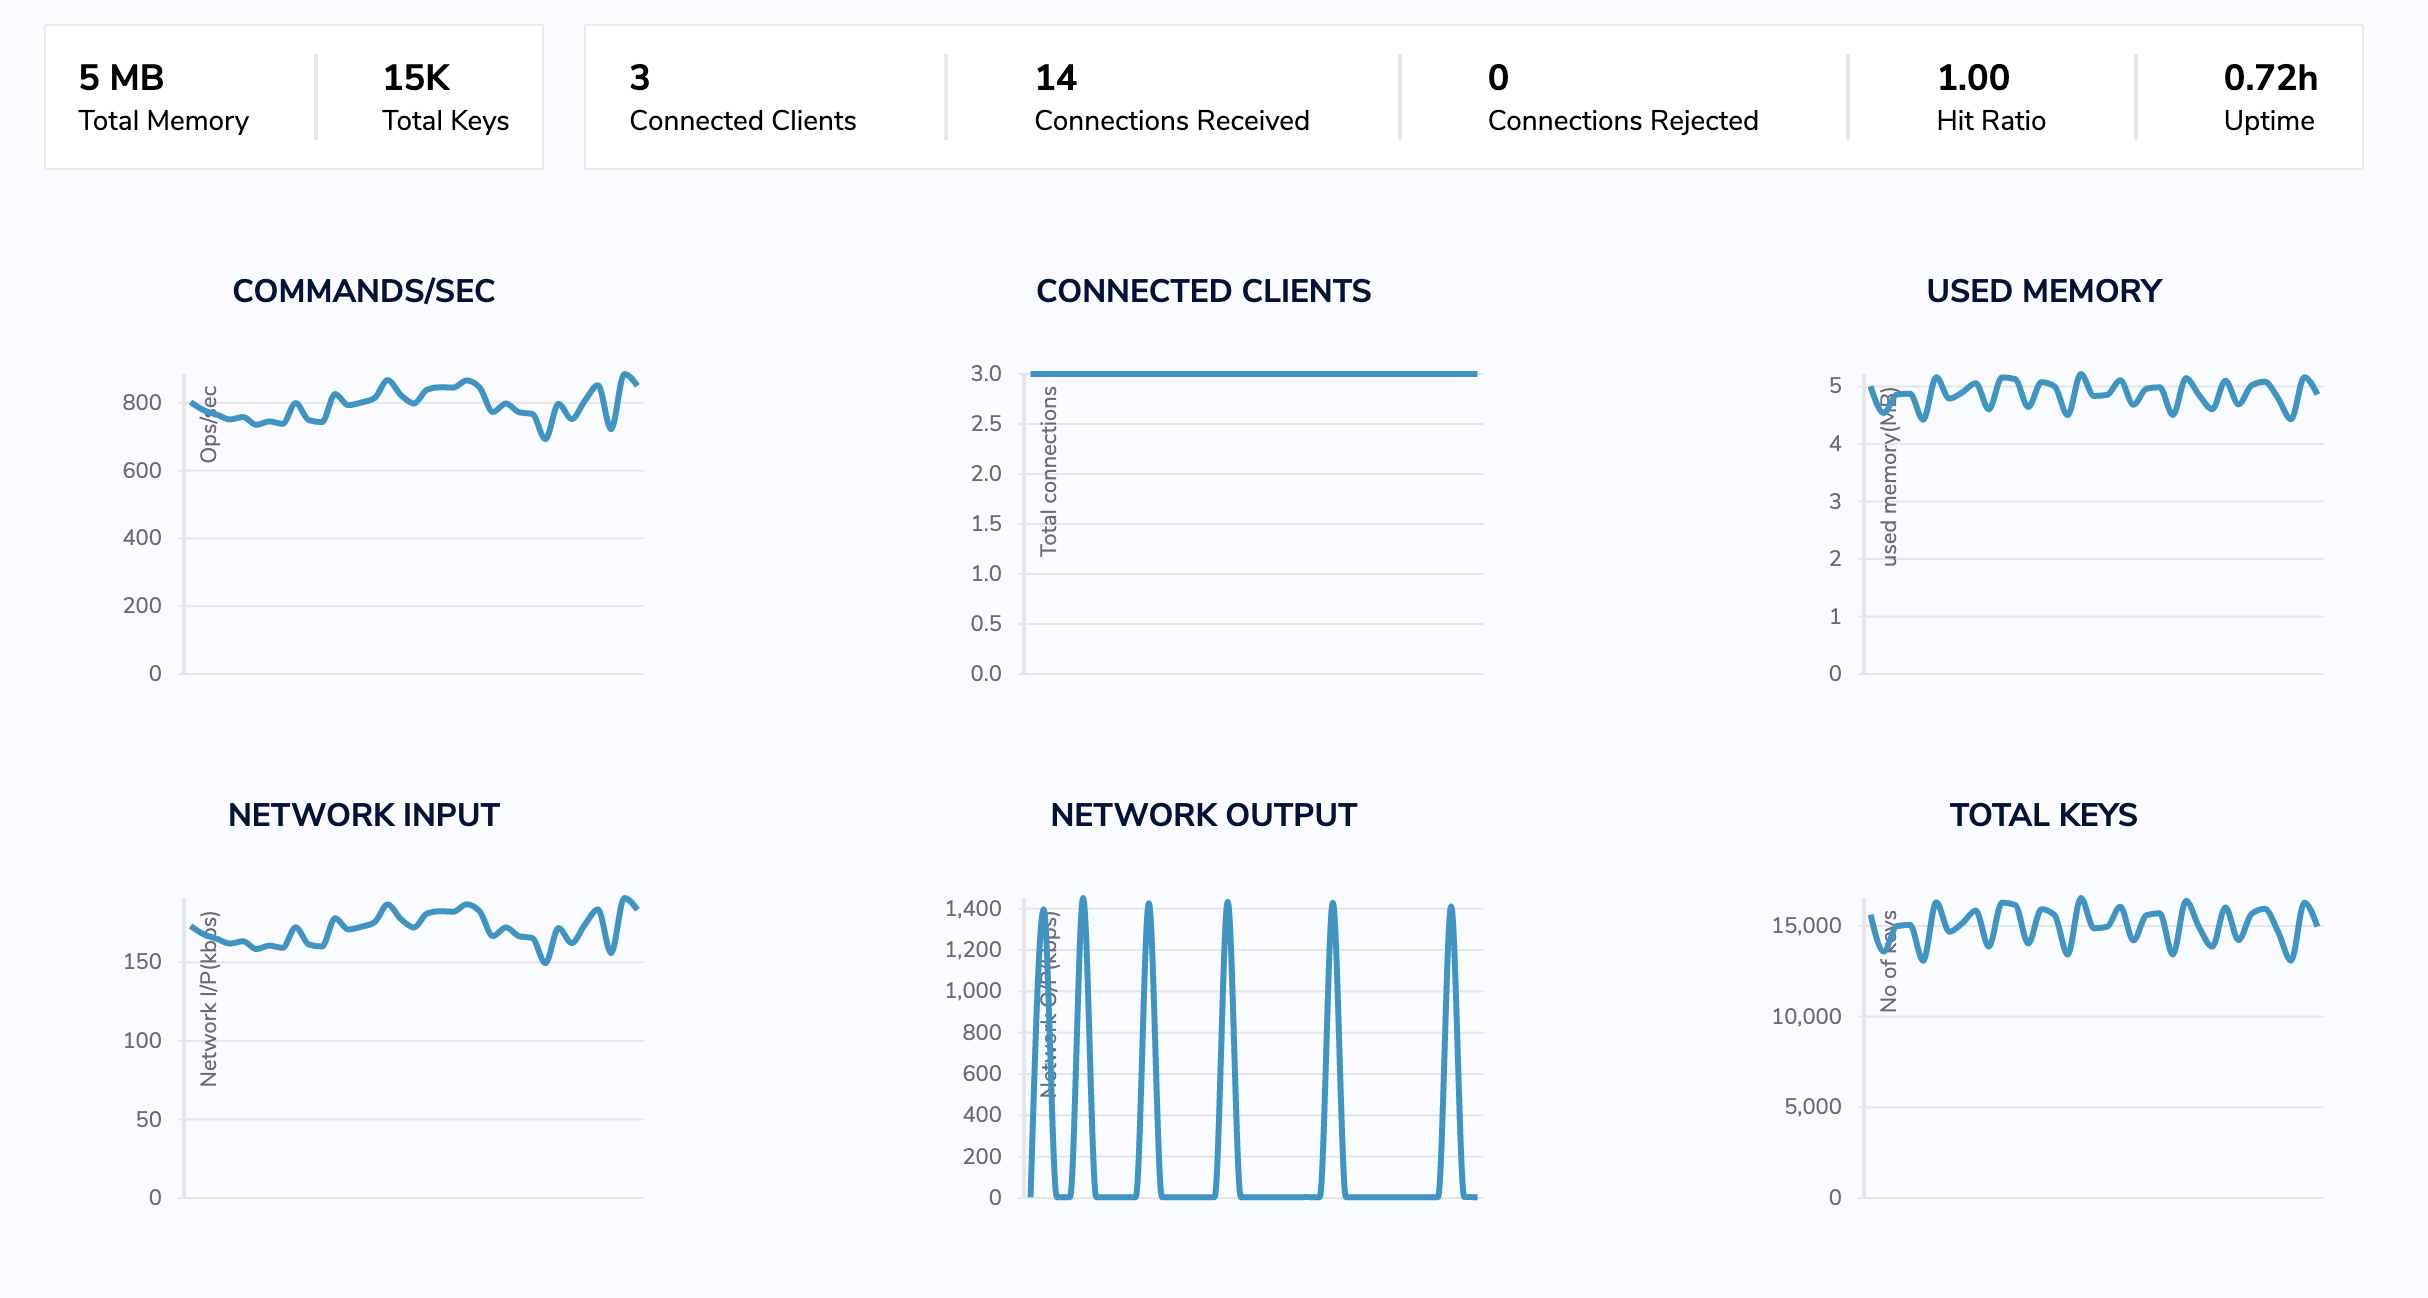 5 MB
Total Memory
15K
Total Keys
3
Connected Clients
14
Connections Received
0
Connections Rejected
1.00
Hit Ratio
0.72h
Uptime
COMMANDS/SEC
800
600
400
200
0
Ops/sec
CONNECTED CLIENTS
3.0
2.5
2.0
1.5
1.0
0.5
0.0
Total connections
USED MEMORY
5
4
3
2
1
0
used memory(MB)
NETWORK INPUT
150
100
50
0
Network I/P(kbps)
NETWORK OUTPUT
1,400
1,200
1,000
800
600
400
200
0
Network O/P(kbps)
TOTAL KEYS
15,000
10,000
5,000
0
No of Keys